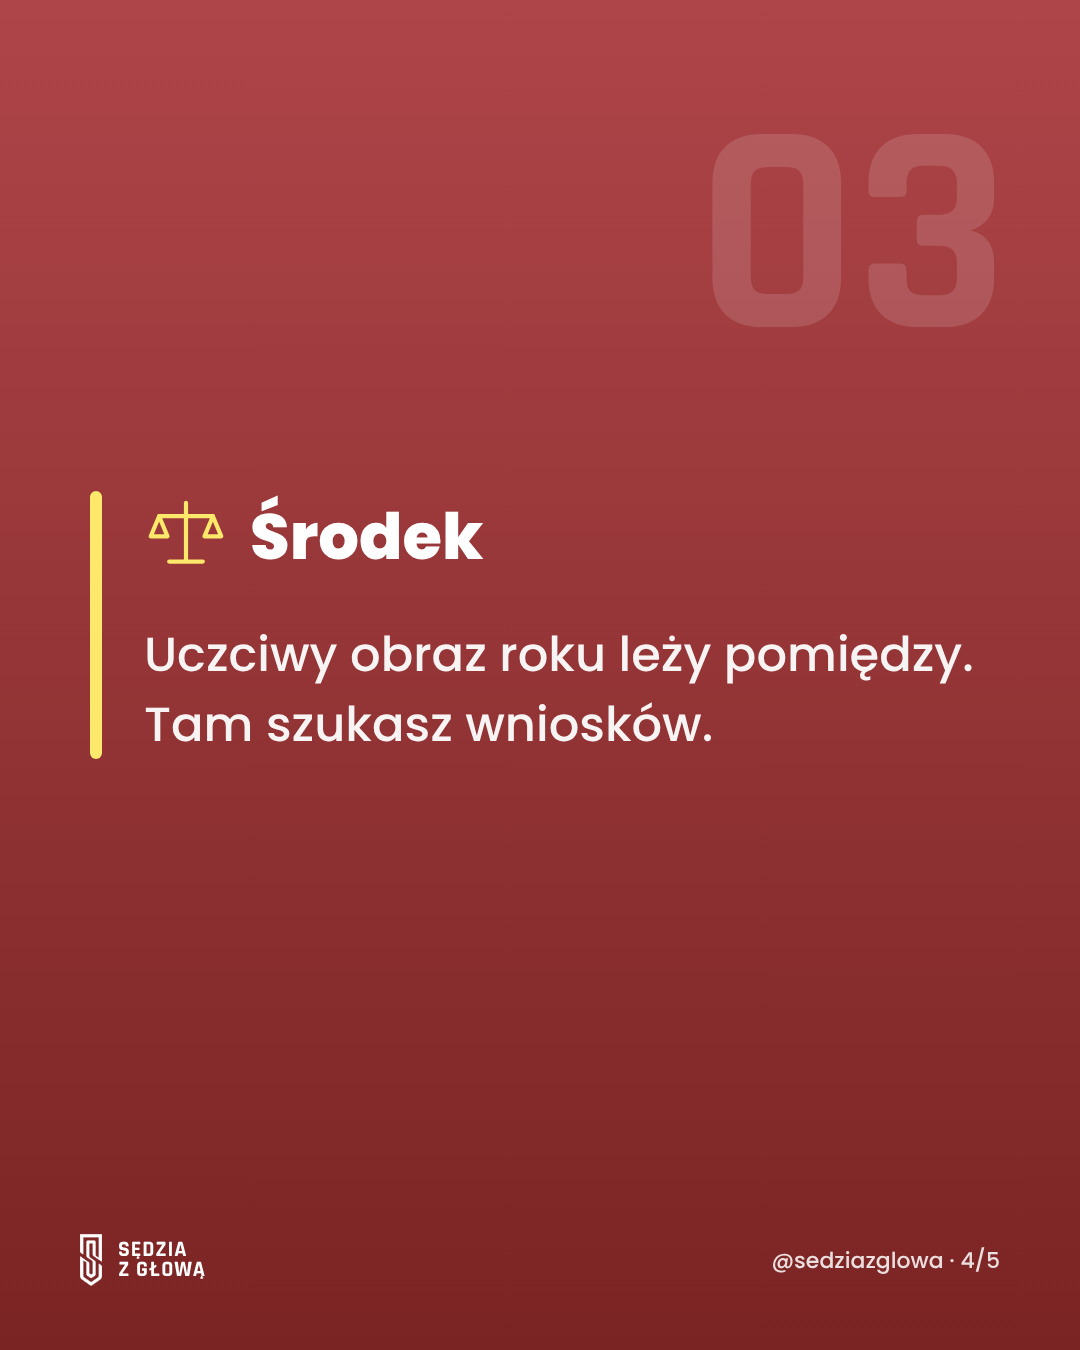 03
Środek
Uczciwy obraz roku leży pomiędzy.
Tam szukasz wniosków.
SĘDZIA
Z GŁOWĄ
@sedziazglowa · 4/5